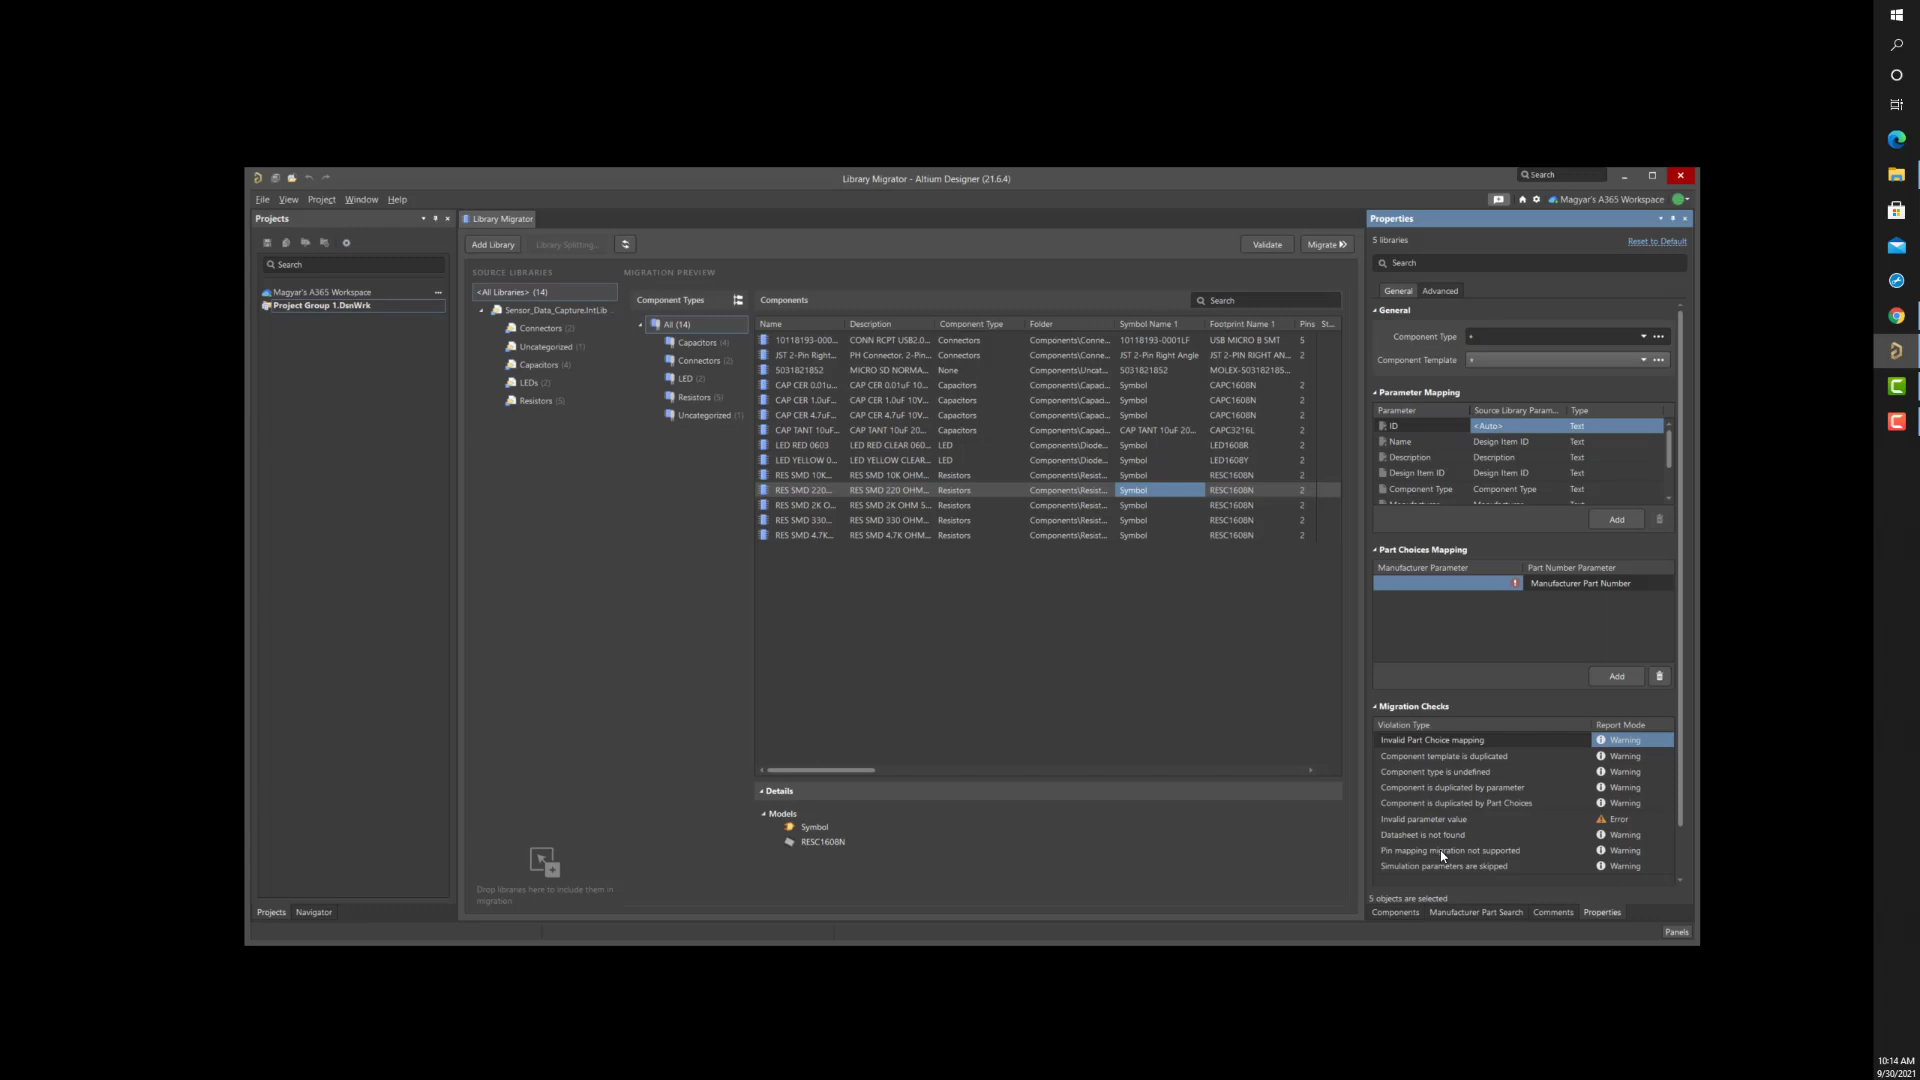 Library Migrator - Altium Designer (21.6.4)
Search
File View Project Window Help
Magyar's A365 Workspace
Projects
Search
Magyar's A365 Workspace
Project Group 1.DsnWrk
Projects
Navigator
Library Migrator
Add Library
Library Splitting...
Validate
Migrate
SOURCE LIBRARIES
<All Libraries> (14)
Sensor_Data_Capture.IntLib
Connectors (2)
Uncategorized (1)
Capacitors (4)
LEDs (2)
Resistors (5)
Drop libraries here to include them in
migration
MIGRATION PREVIEW
Component Types
All (14)
Capacitors (4)
Connectors (2)
LED (2)
Resistors (5)
Uncategorized (1)
Components
Search
Name Description Component Type Folder Symbol Name 1 Footprint Name 1 Pins St...
10118193-000... CONN RCPT USB2.0... Connectors Components\Conne... 10118193-0001LF USB MICRO B SMT 5
JST 2-Pin Right... PH Connector, 2-Pin... Connectors Components\Conne... JST 2-Pin Right Angle JST 2-PIN RIGHT AN... 2
5031821852 MICRO SD NORMA... None Components\Uncat... 5031821852 MOLEX-503182185...
CAP CER 0.01u... CAP CER 0.01uF 10... Capacitors Components\Capaci... Symbol CAPC1608N 2
CAP CER 1.0uF... CAP CER 1.0uF 10V... Capacitors Components\Capaci... Symbol CAPC1608N 2
CAP CER 4.7uF... CAP CER 4.7uF 10V... Capacitors Components\Capaci... Symbol CAPC1608N 2
CAP TANT 10uF... CAP TANT 10uF 20... Capacitors Components\Capaci... CAP TANT 10uF 20... CAPC3216L 2
LED RED 0603 LED RED CLEAR 060... LED Components\Diode... Symbol LED1608R 2
LED YELLOW 0... LED YELLOW CLEAR... LED Components\Diode... Symbol LED1608Y 2
RES SMD 10K... RES SMD 10K OHM... Resistors Components\Resist... Symbol RESC1608N 2
RES SMD 220... RES SMD 220 OHM... Resistors Components\Resist... Symbol RESC1608N 2
RES SMD 2K O... RES SMD 2K OHM 5... Resistors Components\Resist... Symbol RESC1608N 2
RES SMD 330... RES SMD 330 OHM... Resistors Components\Resist... Symbol RESC1608N 2
RES SMD 4.7K... RES SMD 4.7K OHM... Resistors Components\Resist... Symbol RESC1608N 2
Details
Models
Symbol
RESC1608N
Properties
5 libraries
Reset to Default
Search
General
Advanced
General
Component Type *
Component Template *
Parameter Mapping
Parameter Source Library Param... Type
ID <Auto> Text
Name Design Item ID Text
Description Description Text
Design Item ID Design Item ID Text
Component Type Component Type Text
Add
Part Choices Mapping
Manufacturer Parameter Part Number Parameter
Manufacturer Part Number
Add
Migration Checks
Violation Type Report Mode
Invalid Part Choice mapping Warning
Component template is duplicated Warning
Component type is undefined Warning
Component is duplicated by parameter Warning
Component is duplicated by Part Choices Warning
Invalid parameter value Error
Datasheet is not found Warning
Pin mapping migration not supported Warning
Simulation parameters are skipped Warning
5 objects are selected
Components
Manufacturer Part Search
Comments
Properties
Panels
10:14 AM
9/30/2021